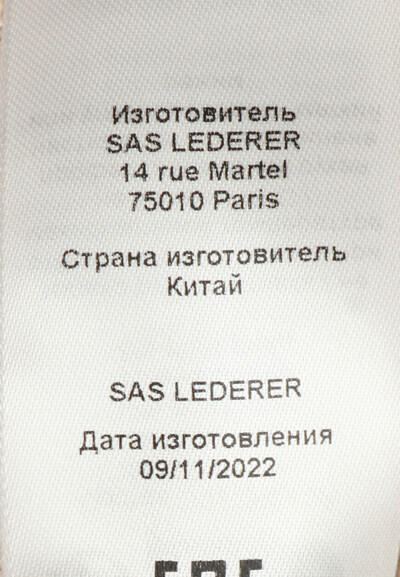 Изготовитель
SAS LEDERER
14 rue Martel
75010 Paris
Страна изготовитель
Китай
SAS LEDERER
Дата изготовления
09/11/2022